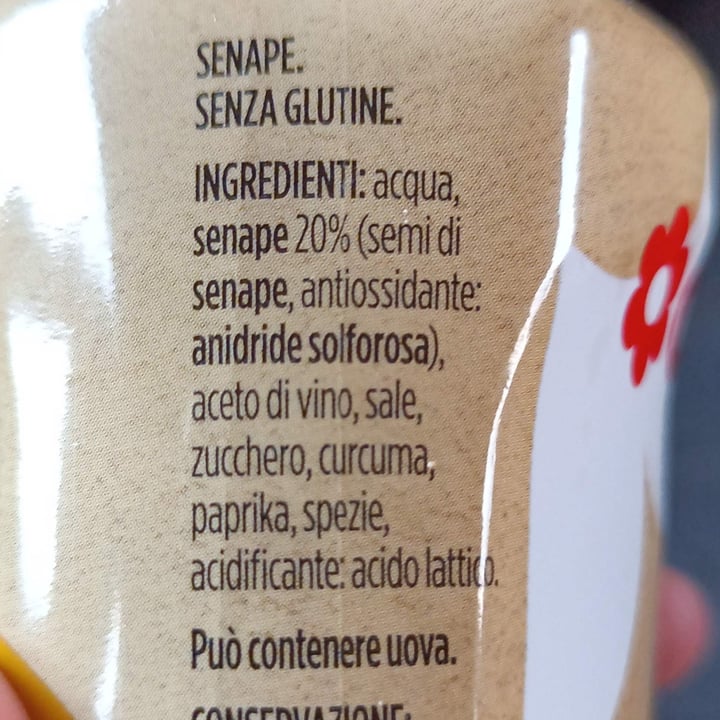 SENAPE.
SENZA GLUTINE.
INGREDIENTI: acqua,
senape 20% (semi di
senape, antiossidante:
anidride solforosa),
aceto di vino, sale,
zucchero, curcuma,
paprika, spezie,
acidificante: acido lattico.
Può contenere uova.
CONSERVAZIONE: